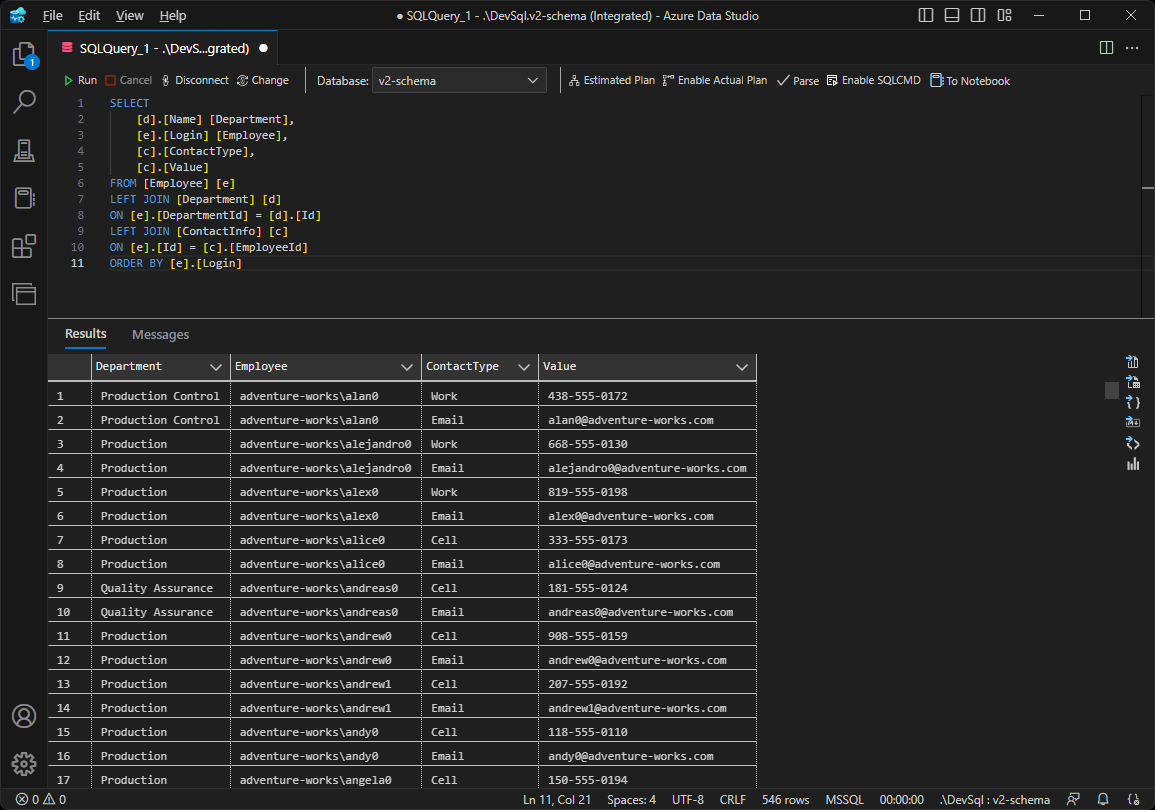 File Edit View Help ● SQLQuery_1 - .\DevSql.v2-schema (Integrated) - Azure Data Studio
1
SQLQuery_1 - .\DevS...grated) ●
Run Cancel Disconnect Change Database: v2-schema Estimated Plan Enable Actual Plan Parse Enable SQLCMD To Notebook
1 SELECT
2 [d].[Name] [Department],
3 [e].[Login] [Employee],
4 [c].[ContactType],
5 [c].[Value]
6 FROM [Employee] [e]
7 LEFT JOIN [Department] [d]
8 ON [e].[DepartmentId] = [d].[Id]
9 LEFT JOIN [ContactInfo] [c]
10 ON [e].[Id] = [c].[EmployeeId]
11 ORDER BY [e].[Login]
Results Messages
Department Employee ContactType Value
1 Production Control adventure-works\alan0 Work 438-555-0172
2 Production Control adventure-works\alan0 Email alan0@adventure-works.com
3 Production adventure-works\alejandro0 Work 668-555-0130
4 Production adventure-works\alejandro0 Email alejandro0@adventure-works.com
5 Production adventure-works\alex0 Work 819-555-0198
6 Production adventure-works\alex0 Email alex0@adventure-works.com
7 Production adventure-works\alice0 Cell 333-555-0173
8 Production adventure-works\alice0 Email alice0@adventure-works.com
9 Quality Assurance adventure-works\andreas0 Cell 181-555-0124
10 Quality Assurance adventure-works\andreas0 Email andreas0@adventure-works.com
11 Production adventure-works\andrew0 Cell 908-555-0159
12 Production adventure-works\andrew0 Email andrew0@adventure-works.com
13 Production adventure-works\andrew1 Cell 207-555-0192
14 Production adventure-works\andrew1 Email andrew1@adventure-works.com
15 Production adventure-works\andy0 Cell 118-555-0110
16 Production adventure-works\andy0 Email andy0@adventure-works.com
17 Production adventure-works\angela0 Cell 150-555-0194
0 0 Ln 11, Col 21 Spaces: 4 UTF-8 CRLF 546 rows MSSQL 00:00:00 .\DevSql : v2-schema